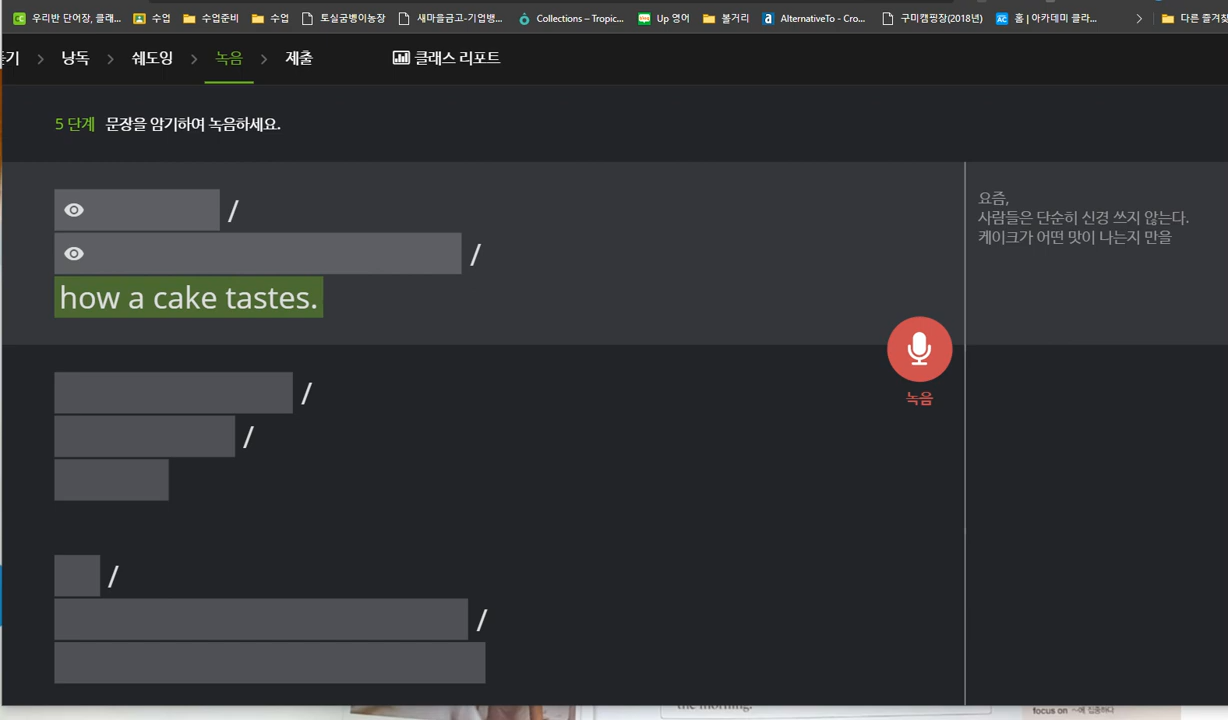 우리반 단어장, 클래... 수업 수업준비 수업 토실굼벵이농장 새마을금고-기업뱅... Collections – Tropic... Up 영어 볼거리 AlternativeTo - Cro... 구미캠핑장(2018년) 홈 | 아카데미 클라... 다른 즐겨찾
낭독 쉐도잉 녹음 제출 클래스 리포트
5 단계 문장을 암기하여 녹음하세요.
/
/
how a cake tastes.
요즘,
사람들은 단순히 신경 쓰지 않는다.
케이크가 어떤 맛이 나는지 만을
녹음
/
/
/
/
the morning.
focus on ~에 집중하다